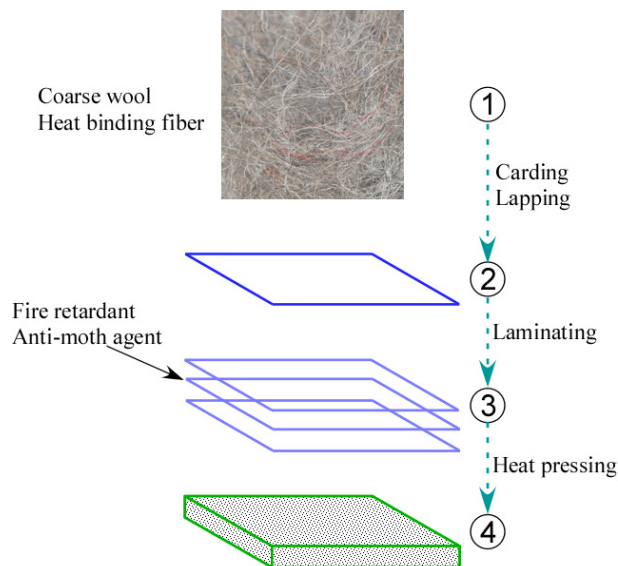 Coarse wool
Heat binding fiber
1
Carding
Lapping
2
Fire retardant
Anti-moth agent
Laminating
3
Heat pressing
4